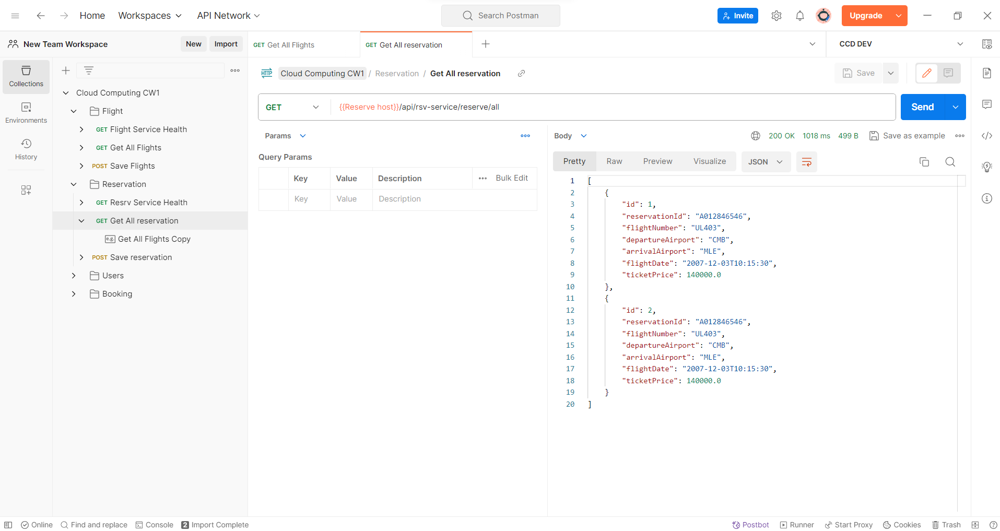 Home Workspaces API Network Search Postman Invite Upgrade
New Team Workspace New Import GET Get All Flights GET Get All reservation CCD DEV
Collections
Environments
History
Cloud Computing CW1
Flight
GET Flight Service Health
GET Get All Flights
POST Save Flights
Reservation
GET Resrv Service Health
GET Get All reservation
e.g. Get All Flights Copy
POST Save reservation
Users
Booking
HTTP Cloud Computing CW1 / Reservation / Get All reservation Save
GET {{Reserve host}}/api/rsv-service/reserve/all Send
Params
Query Params
Key Value Description Bulk Edit
Key Value Description
Body 200 OK 1018 ms 499 B Save as example
Pretty Raw Preview Visualize JSON
1 [
2 {
3 "id": 1,
4 "reservationId": "A012846546",
5 "flightNumber": "UL403",
6 "departureAirport": "CMB",
7 "arrivalAirport": "MLE",
8 "flightDate": "2007-12-03T10:15:30",
9 "ticketPrice": 140000.0
10 },
11 {
12 "id": 2,
13 "reservationId": "A012846546",
14 "flightNumber": "UL403",
15 "departureAirport": "CMB",
16 "arrivalAirport": "MLE",
17 "flightDate": "2007-12-03T10:15:30",
18 "ticketPrice": 140000.0
19 }
20 ]
Online Find and replace Console 2 Import Complete Postbot Runner Start Proxy Cookies Trash